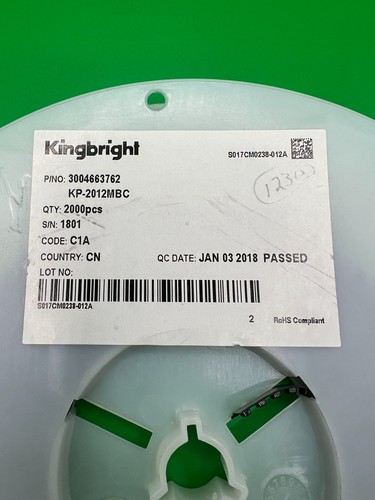 Kingbright
S017CM0238-012A
P/NO: 3004663762
KP-2012MBC
QTY: 2000pcs
S/N: 1801
CODE: C1A
COUNTRY: CN QC DATE: JAN 03 2018 PASSED
LOT NO:
S017CM0238-012A
2 RoHS Compliant